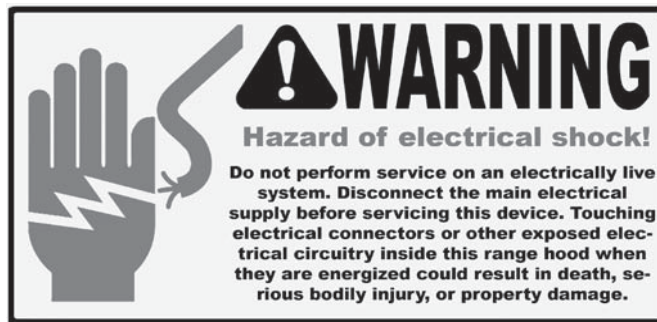 WARNING
Hazard of electrical shock!
Do not perform service on an electrically live
system. Disconnect the main electrical
supply before servicing this device. Touching
electrical connectors or other exposed elec-
trical circuitry inside this range hood when
they are energized could result in death, se-
rious bodily injury, or property damage.